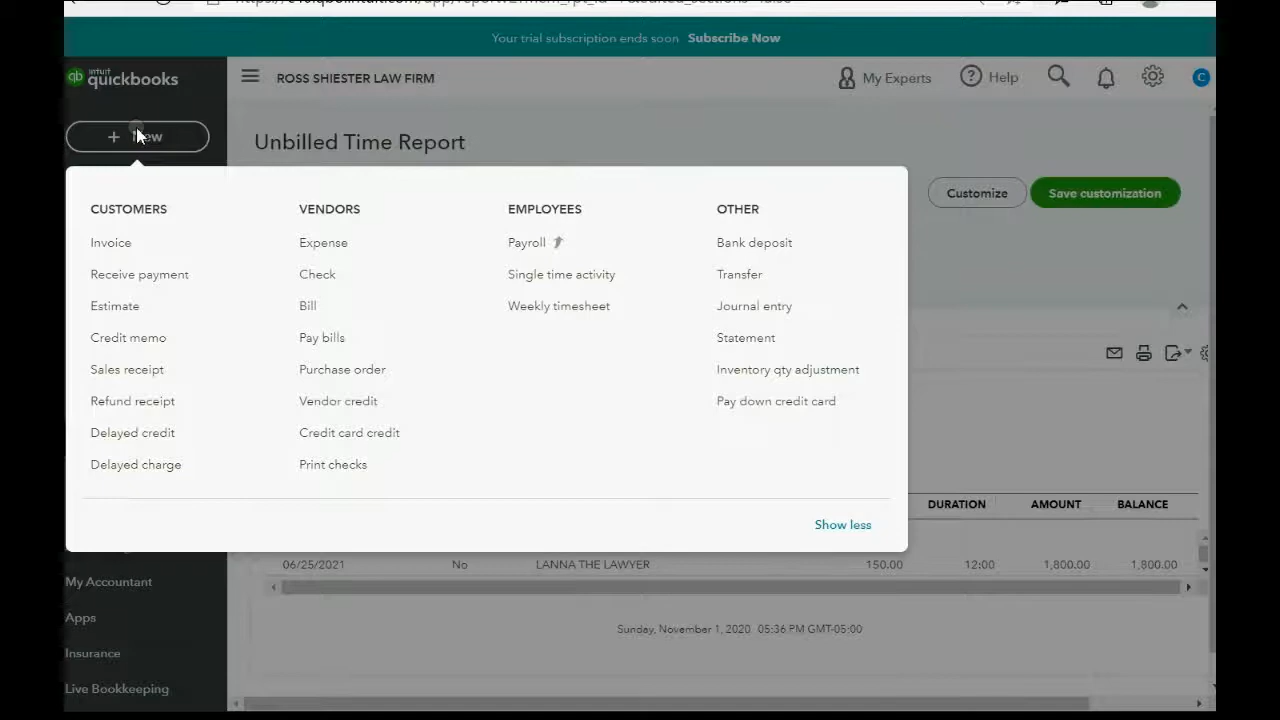 Your trial subscription ends soon Subscribe Now
intuit quickbooks
ROSS SHIESTER LAW FIRM
My Experts
Help
C
+ New
Unbilled Time Report
Customize
Save customization
CUSTOMERS
Invoice
Receive payment
Estimate
Credit memo
Sales receipt
Refund receipt
Delayed credit
Delayed charge
VENDORS
Expense
Check
Bill
Pay bills
Purchase order
Vendor credit
Credit card credit
Print checks
EMPLOYEES
Payroll
Single time activity
Weekly timesheet
OTHER
Bank deposit
Transfer
Journal entry
Statement
Inventory qty adjustment
Pay down credit card
Show less
DURATION AMOUNT BALANCE
06/25/2021 No LANNA THE LAWYER 150.00 12:00 1,800.00 1,800.00
Sunday, November 1, 2020 05:36 PM GMT-05:00
My Accountant
Apps
Insurance
Live Bookkeeping